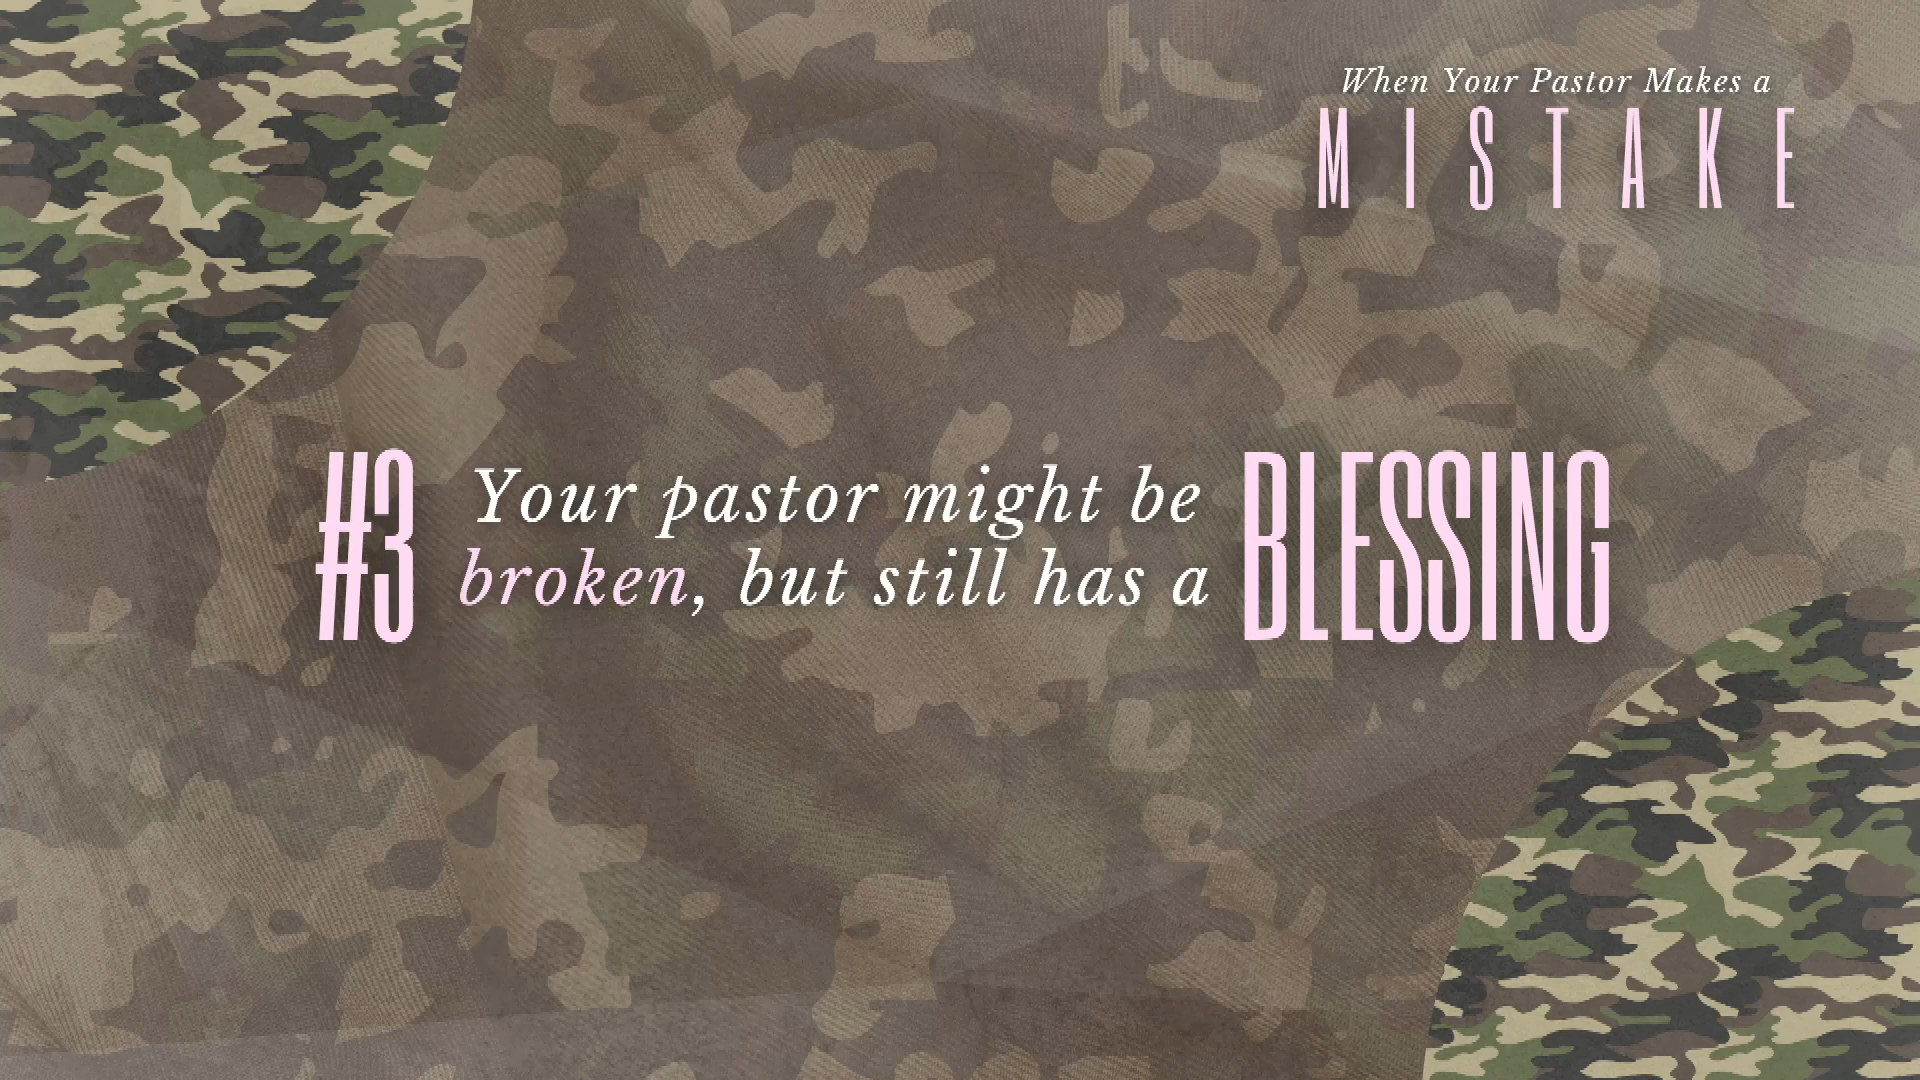 When Your Pastor Makes a
MISTAKE
#3 Your pastor might be
broken, but still has a BLESSING